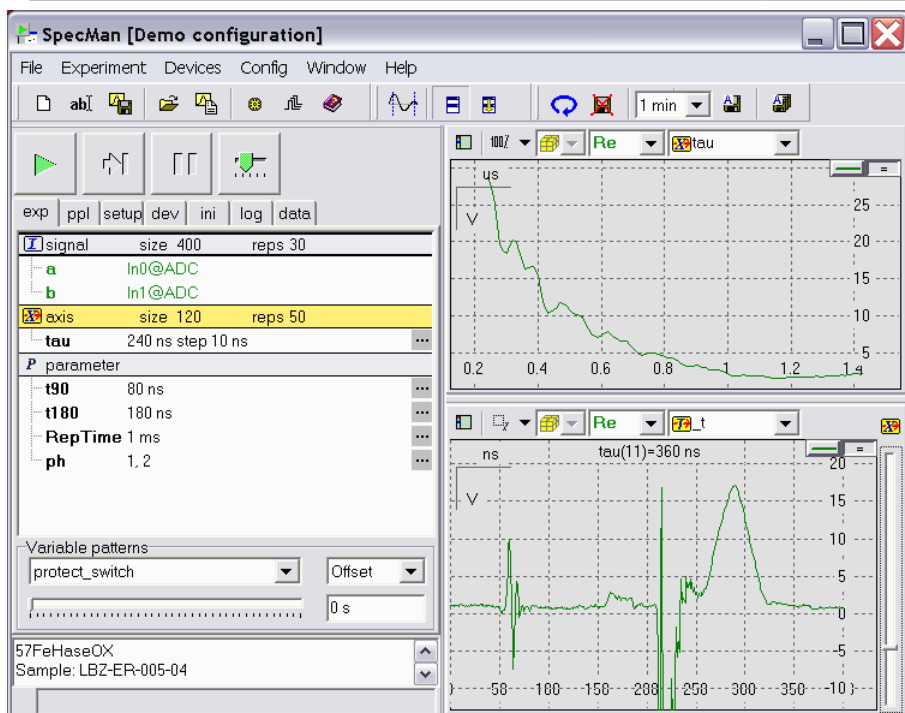 SpecMan [Demo configuration]
File Experiment Devices Config Window Help
abI 1 min
exp ppl setup dev ini log data
I signal size 400 reps 30
a In0@ADC
b In1@ADC
X axis size 120 reps 50
tau 240 ns step 10 ns ...
P parameter
t90 80 ns ...
t180 180 ns ...
RepTime 1 ms ...
ph 1, 2 ...
Variable patterns
protect_switch Offset
0 s
57FeHaseOX
Sample: LBZ-ER-005-04
100% Re X tau
us
V
25
20
15
10
5
0.2 0.4 0.6 0.8 1 1.2 1.4
Re T _t X
ns tau(11)=360 ns
V
20
15
10
5
0
-5
-10
50 100 150 200 250 300 350